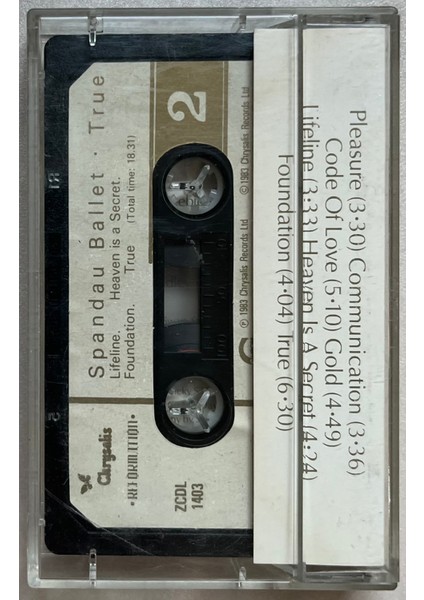 Spandau Ballet · True
Lifeline. Heaven is a Secret.
Foundation. True (Total time: 18.31)
2
Chrysalis
•REFORMATION•
ZCDL
1403
℗ 1983 Chrysalis Records Ltd
© 1983 Chrysalis Records Ltd
Pleasure (3·30) Communication (3·36)
Code Of Love (5·10) Gold (4·49)
Lifeline (3:33) Heaven Is A Secret (4:24)
Foundation (4·04) True (6·30)